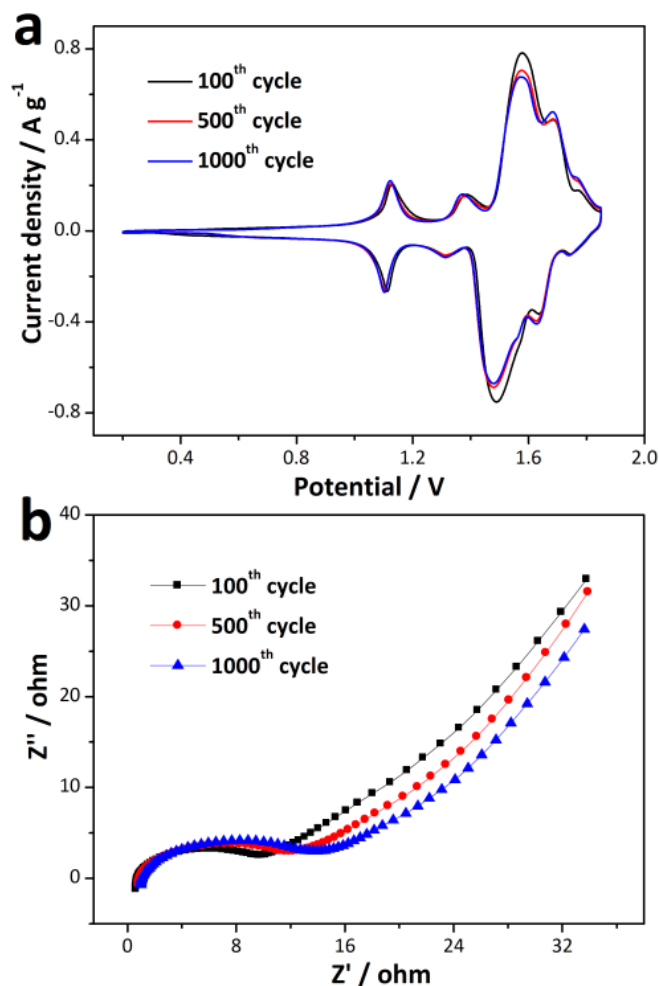 a
0.8
0.4
0.0
-0.4
-0.8
Current density / A g⁻¹
100ᵗʰ cycle
500ᵗʰ cycle
1000ᵗʰ cycle
0.4 0.8 1.2 1.6 2.0
Potential / V
b
40
30
20
10
0
Z'' / ohm
100ᵗʰ cycle
500ᵗʰ cycle
1000ᵗʰ cycle
0 8 16 24 32
Z' / ohm